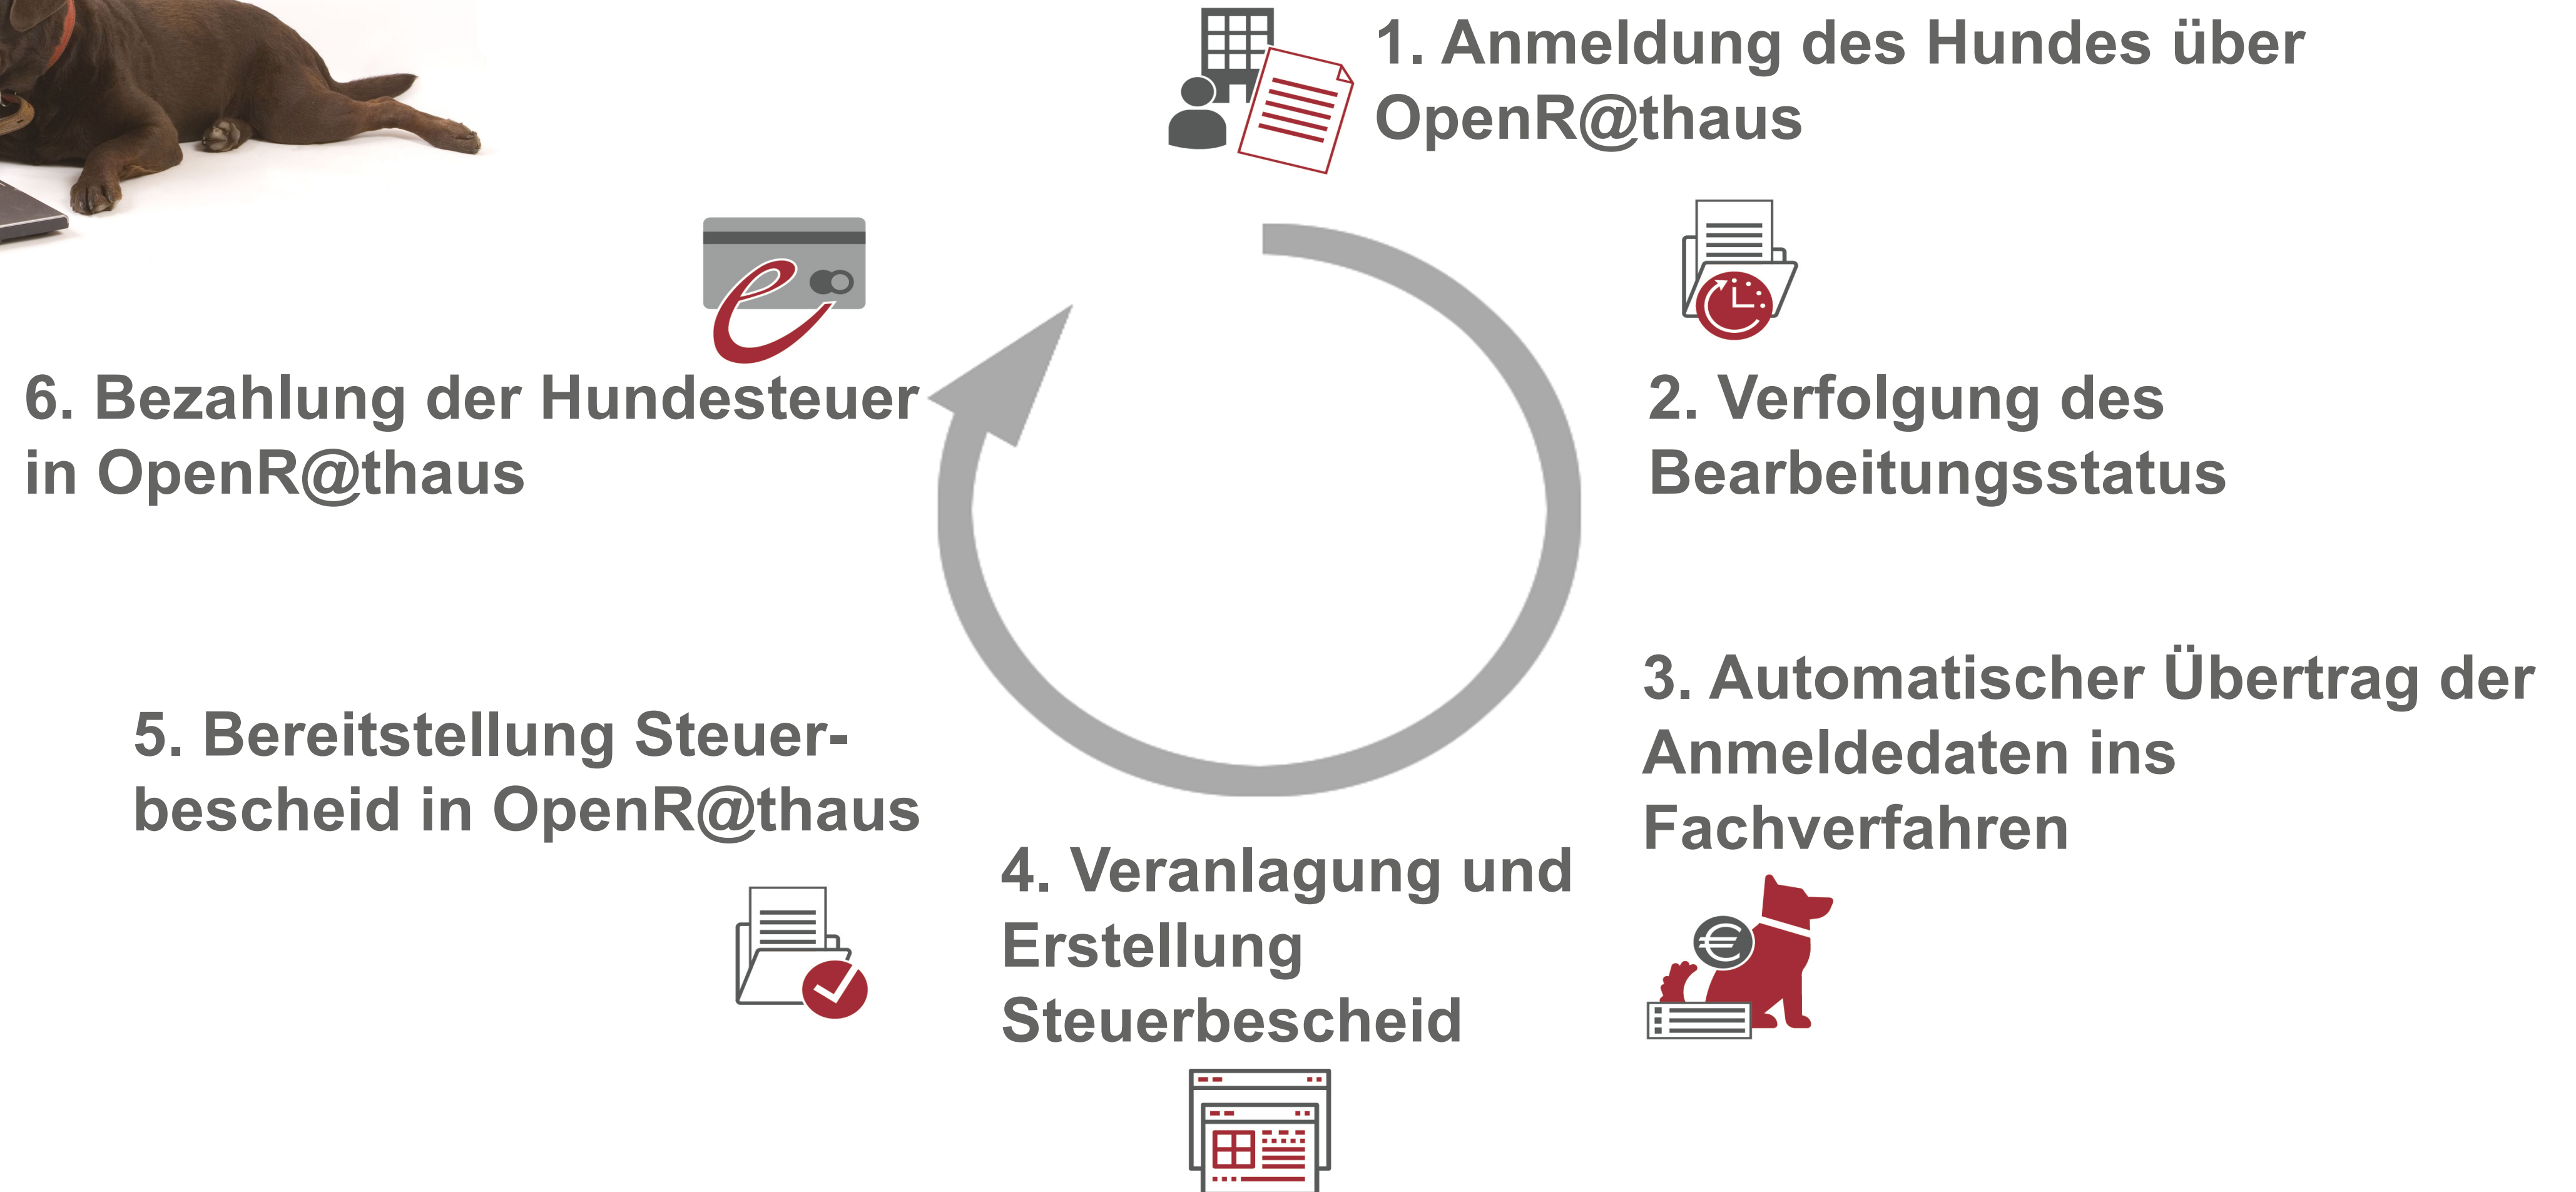 1. Anmeldung des Hundes über
OpenR@thaus
2. Verfolgung des
Bearbeitungsstatus
3. Automatischer Übertrag der
Anmeldedaten ins
Fachverfahren
4. Veranlagung und
Erstellung
Steuerbescheid
5. Bereitstellung Steuer-
bescheid in OpenR@thaus
6. Bezahlung der Hundesteuer
in OpenR@thaus